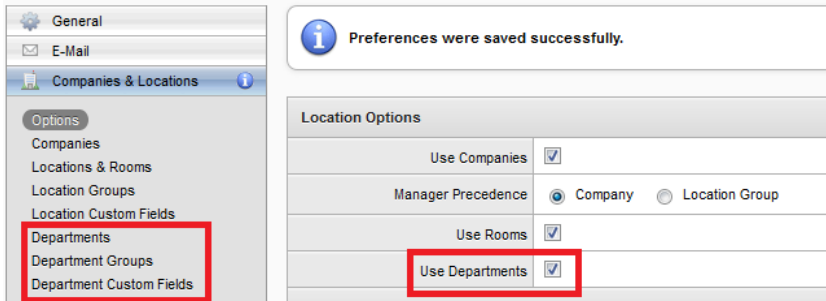 General
E-Mail
Companies & Locations
Options
Companies
Locations & Rooms
Location Groups
Location Custom Fields
Departments
Department Groups
Department Custom Fields
Preferences were saved successfully.
Location Options
Use Companies
Manager Precedence Company Location Group
Use Rooms
Use Departments